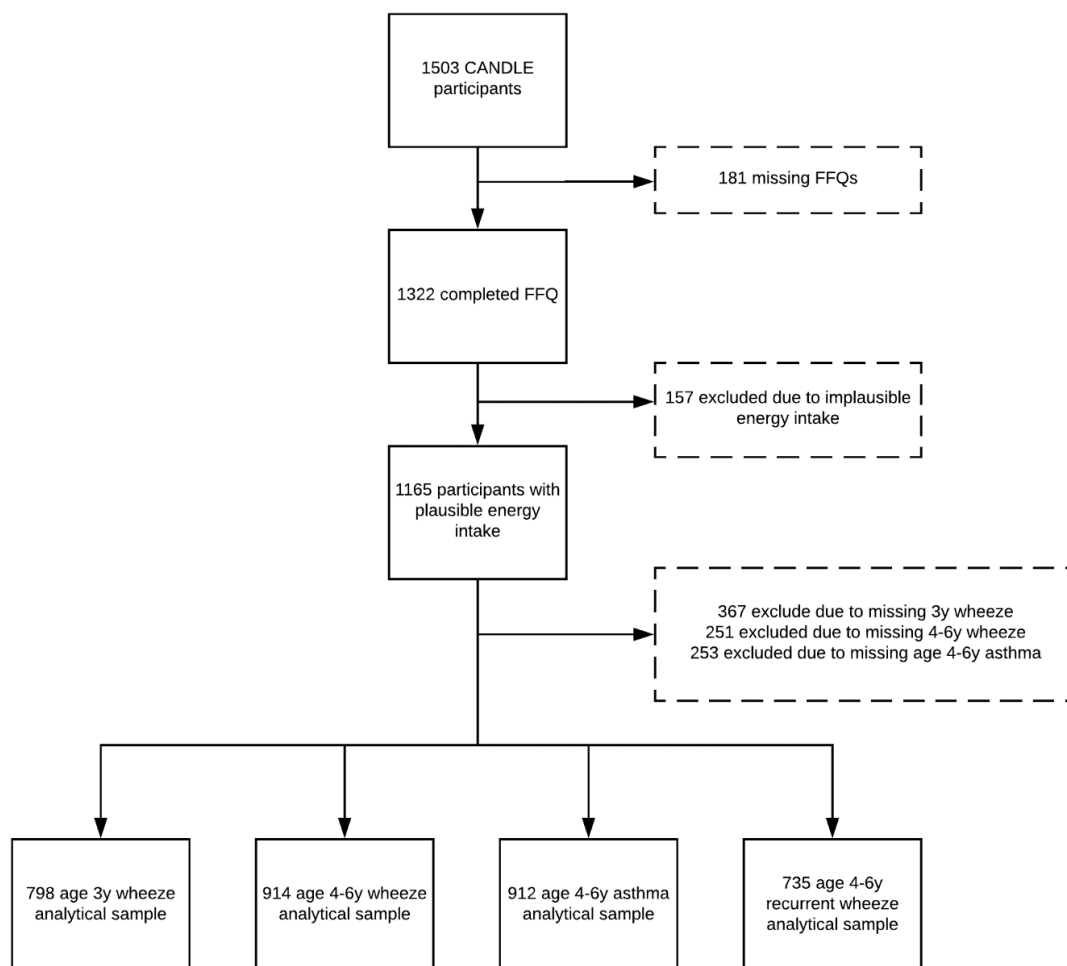 1503 CANDLE
participants
181 missing FFQs
1322 completed FFQ
157 excluded due to implausible
energy intake
1165 participants with
plausible energy
intake
367 exclude due to missing 3y wheeze
251 excluded due to missing 4-6y wheeze
253 excluded due to missing age 4-6y asthma
798 age 3y wheeze
analytical sample
914 age 4-6y wheeze
analytical sample
912 age 4-6y asthma
analytical sample
735 age 4-6y
recurrent wheeze
analytical sample